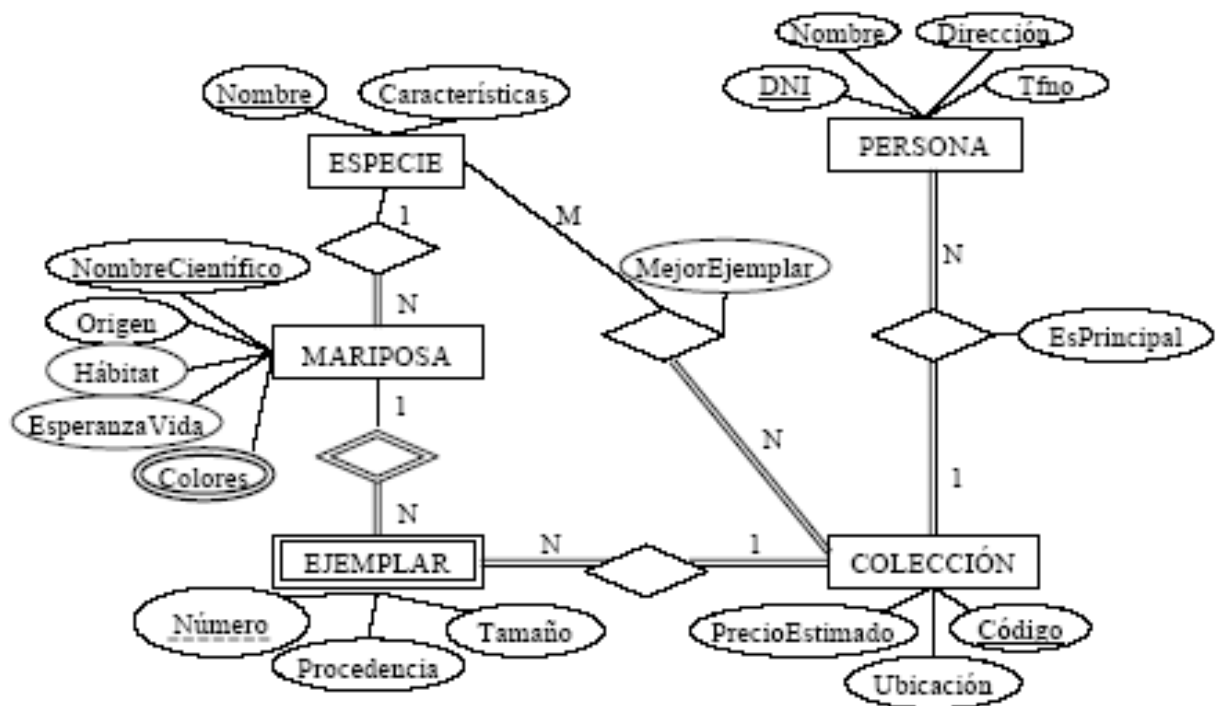 Nombre
Dirección
Nombre
Características
DNI
Tfno
ESPECIE
PERSONA
1
M
N
NombreCientífico
MejorEjemplar
Origen
N
EsPrincipal
MARIPOSA
Hábitat
1
EsperanzaVida
N
Colores
1
N
N
1
EJEMPLAR
COLECCIÓN
Número
Tamaño
PrecioEstimado
Código
Procedencia
Ubicación